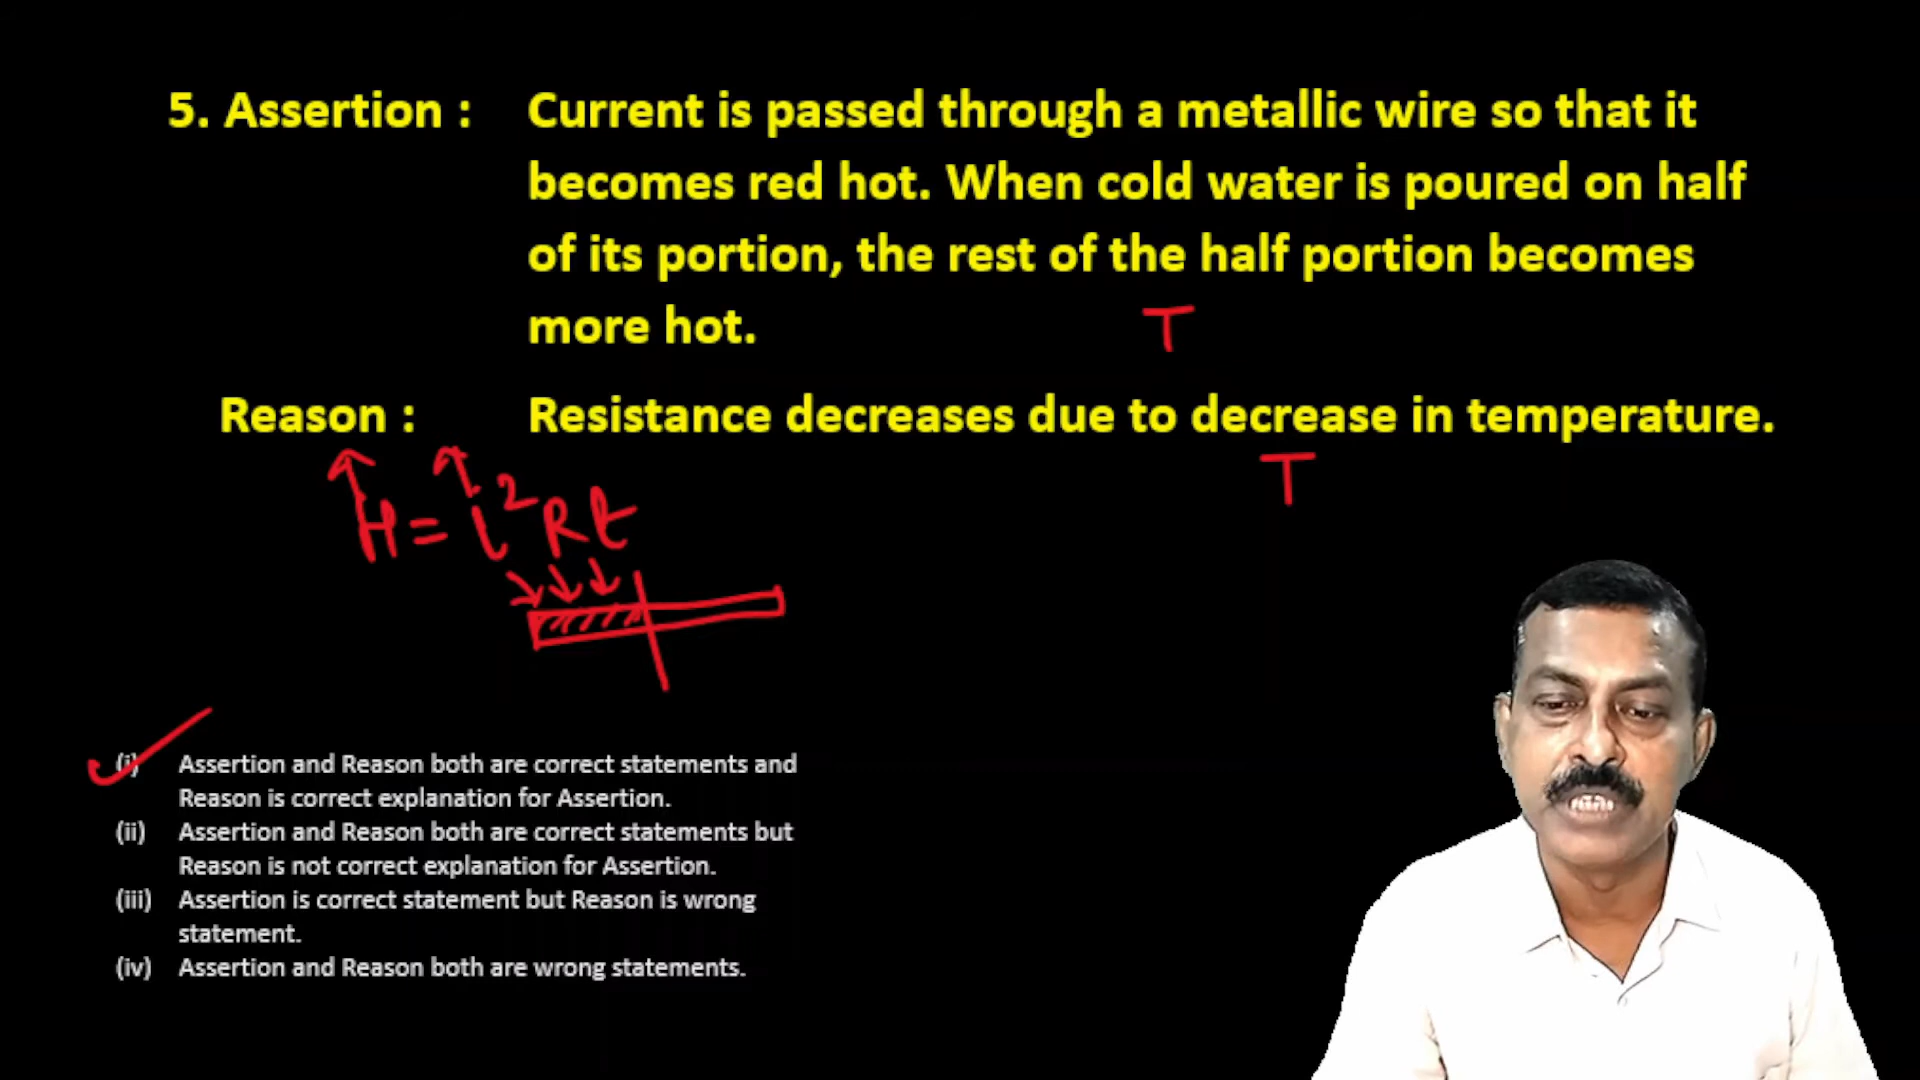 5. Assertion : Current is passed through a metallic wire so that it
becomes red hot. When cold water is poured on half
of its portion, the rest of the half portion becomes
more hot.
T
Reason : Resistance decreases due to decrease in temperature.
T
H = i²Rt
(i) Assertion and Reason both are correct statements and
Reason is correct explanation for Assertion.
(ii) Assertion and Reason both are correct statements but
Reason is not correct explanation for Assertion.
(iii) Assertion is correct statement but Reason is wrong
statement.
(iv) Assertion and Reason both are wrong statements.